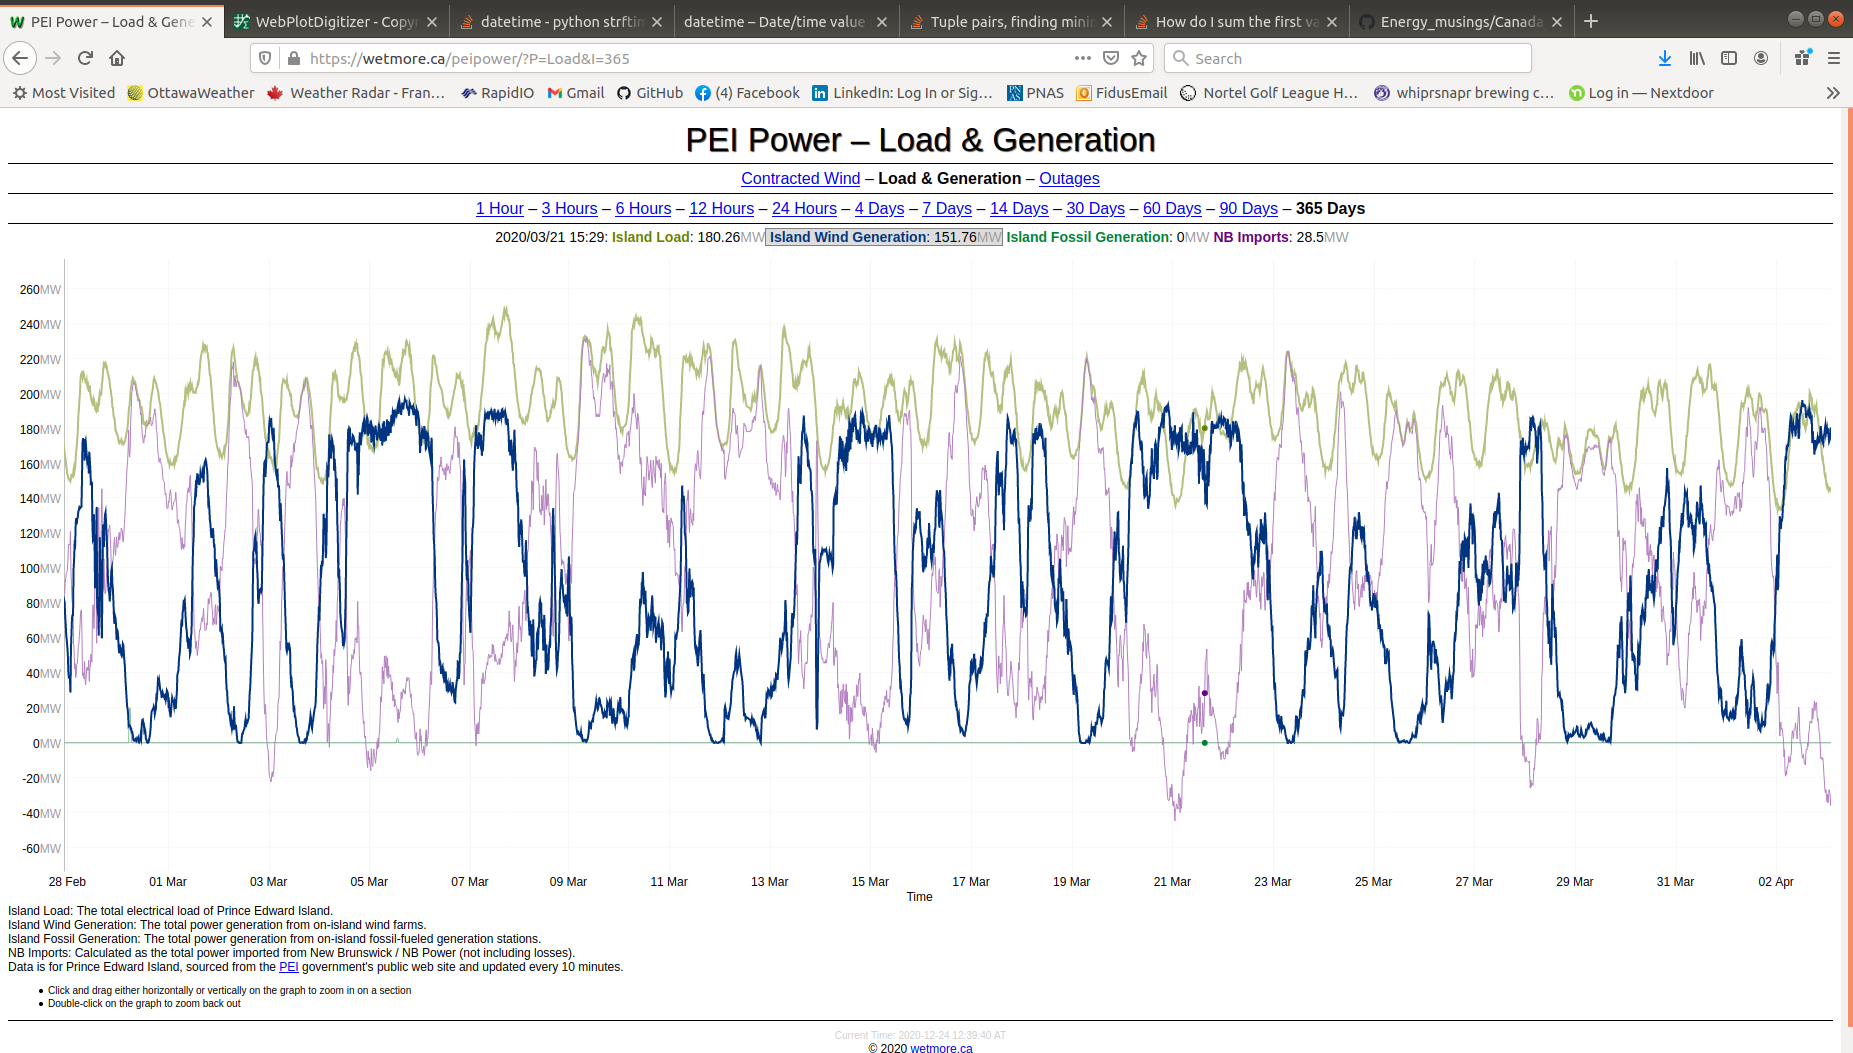 PEI Power – Load & Gene
WebPlotDigitizer - Copyr
datetime - python strftim
datetime – Date/time value
Tuple pairs, finding minim
How do I sum the first va
Energy_musings/Canada
https://wetmore.ca/peipower/?P=Load&I=365
Search
Most Visited
OttawaWeather
Weather Radar - Fran…
RapidIO
Gmail
GitHub
(4) Facebook
LinkedIn: Log In or Sig…
PNAS
FidusEmail
Nortel Golf League H…
whiprsnapr brewing c…
Log in — Nextdoor
PEI Power – Load & Generation
Contracted Wind – Load & Generation – Outages
1 Hour – 3 Hours – 6 Hours – 12 Hours – 24 Hours – 4 Days – 7 Days – 14 Days – 30 Days – 60 Days – 90 Days – 365 Days
2020/03/21 15:29: Island Load: 180.26MW Island Wind Generation: 151.76MW Island Fossil Generation: 0MW NB Imports: 28.5MW
260MW
240MW
220MW
200MW
180MW
160MW
140MW
120MW
100MW
80MW
60MW
40MW
20MW
0MW
-20MW
-40MW
-60MW
28 Feb 01 Mar 03 Mar 05 Mar 07 Mar 09 Mar 11 Mar 13 Mar 15 Mar 17 Mar 19 Mar 21 Mar 23 Mar 25 Mar 27 Mar 29 Mar 31 Mar 02 Apr
Time
Island Load: The total electrical load of Prince Edward Island.
Island Wind Generation: The total power generation from on-island wind farms.
Island Fossil Generation: The total power generation from on-island fossil-fueled generation stations.
NB Imports: Calculated as the total power imported from New Brunswick / NB Power (not including losses).
Data is for Prince Edward Island, sourced from the PEI government's public web site and updated every 10 minutes.
• Click and drag either horizontally or vertically on the graph to zoom in on a section
• Double-click on the graph to zoom back out
Current Time: 2020-12-24 12:39:40 AT
© 2020 wetmore.ca